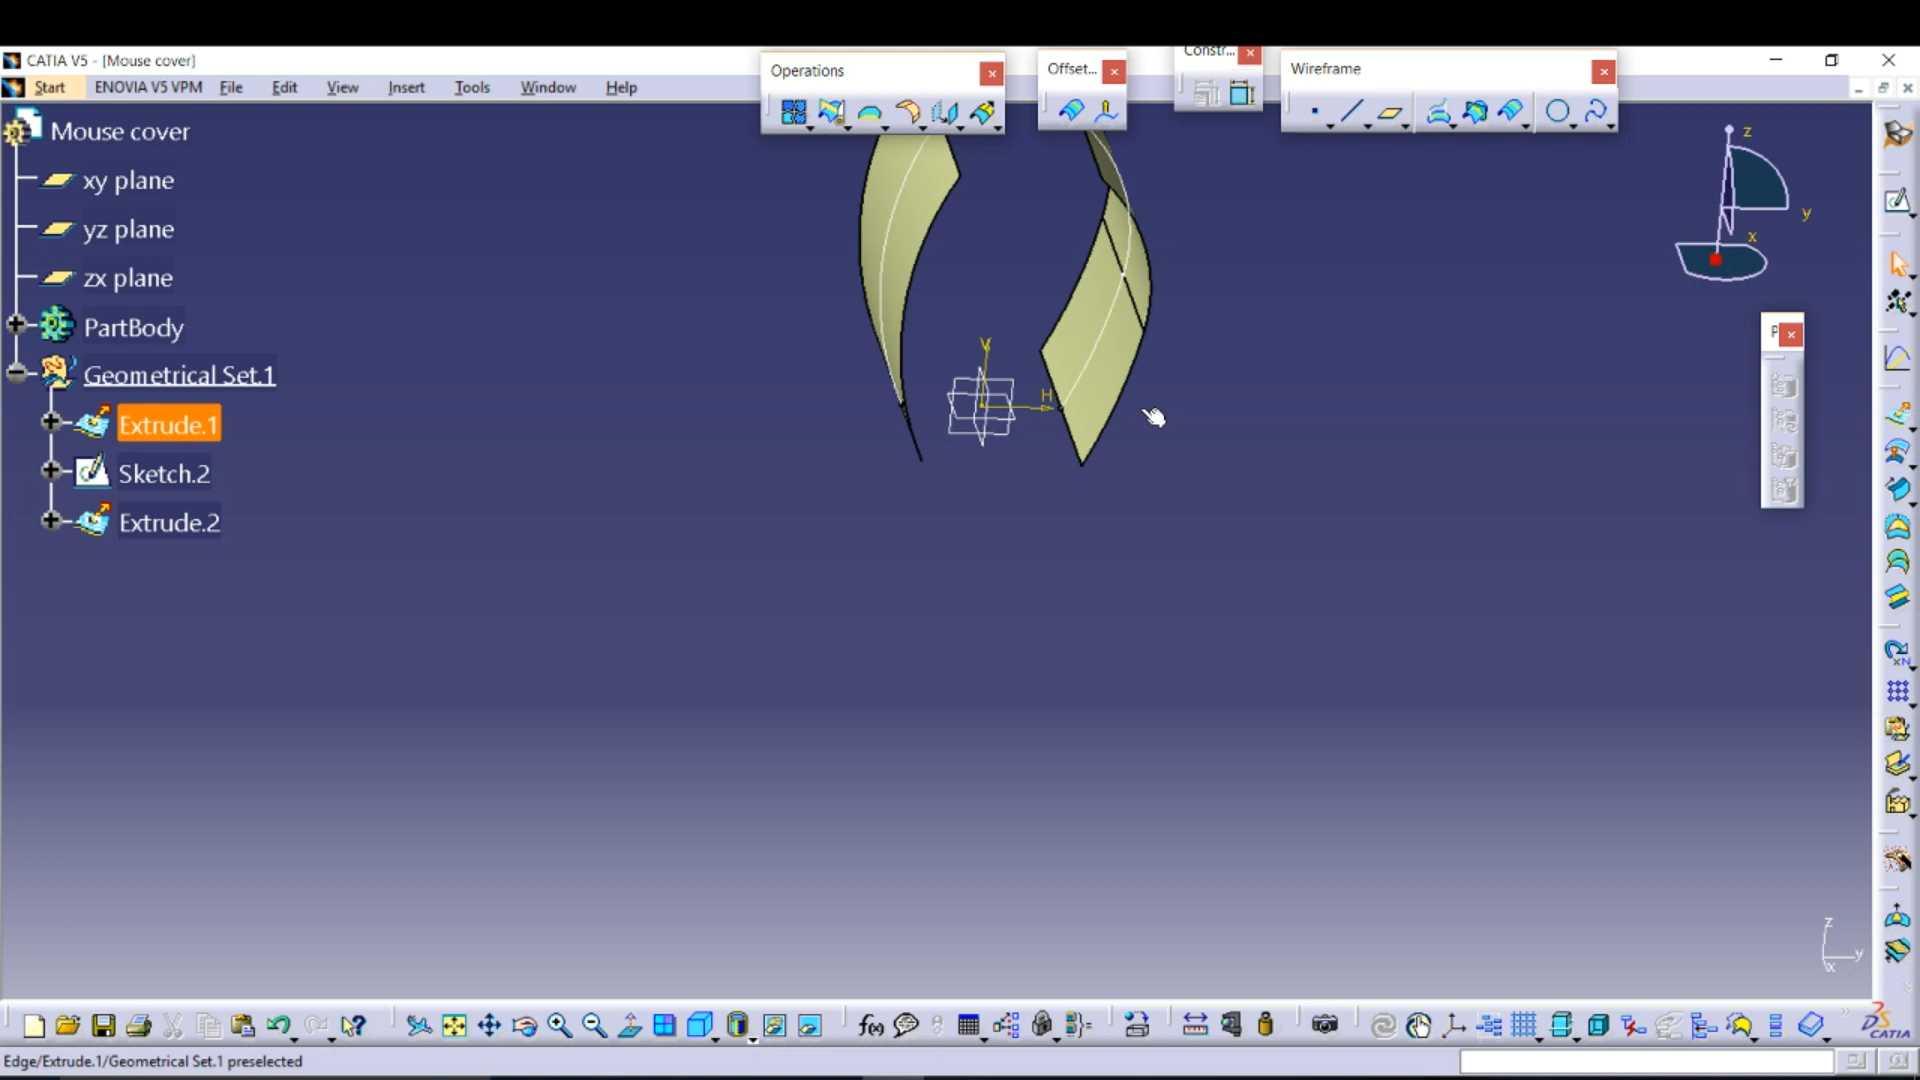 CATIA V5 - [Mouse cover]
Start ENOVIA V5 VPM File Edit View Insert Tools Window Help
Operations
Offset...
Constr...
Wireframe
Mouse cover
xy plane
yz plane
zx plane
PartBody
Geometrical Set.1
Extrude.1
Sketch.2
Extrude.2
V
H
z
y
x
P
z
y
x
xN
f(x)
CATIA
Edge/Extrude.1/Geometrical Set.1 preselected